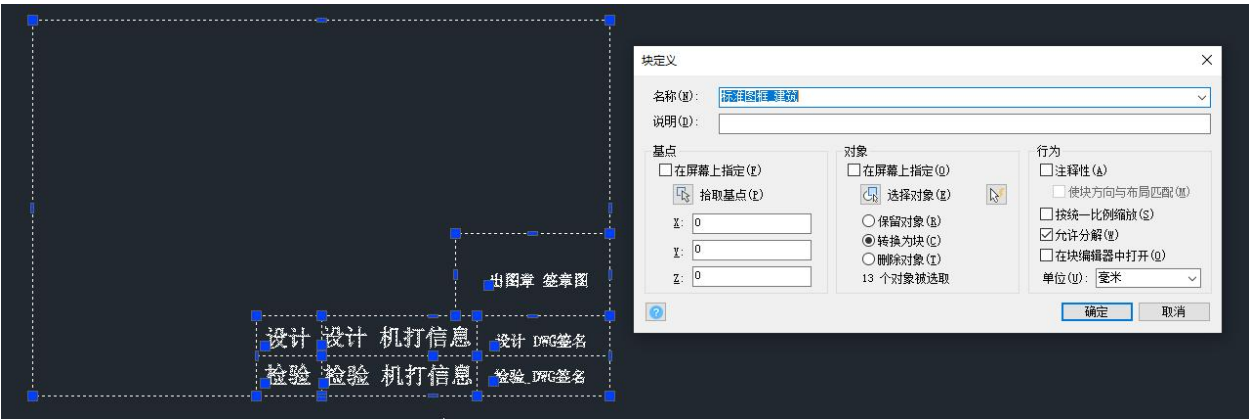 出图章 签章图
设计 设计 机打信息 设计 DWG签名
检验 检验 机打信息 检验_DWG签名
块定义
名称(N): 标准图框_建筑
说明(D):
基点
在屏幕上指定(F)
拾取基点(P)
X: 0
Y: 0
Z: 0
对象
在屏幕上指定(O)
选择对象(E)
保留对象(R)
转换为块(C)
删除对象(I)
13 个对象被选取
行为
注释性(A)
使块方向与布局匹配(M)
按统一比例缩放(S)
允许分解(W)
在块编辑器中打开(O)
单位(U): 毫米
确定 取消